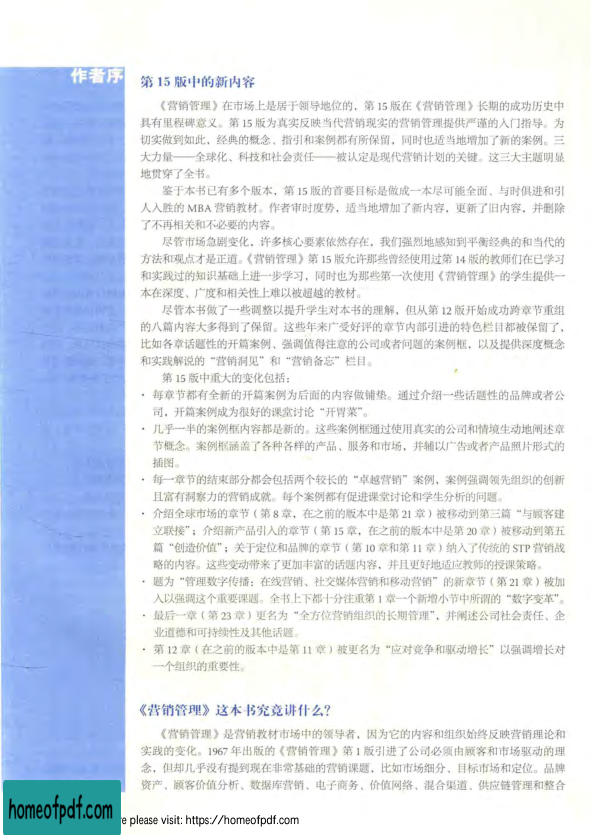 作者序
第 15 版中的新内容
《营销管理》在市场上是居于领导地位的，第 15 版在《营销管理》长期的成功历史中
具有里程碑意义。第 15 版为真实反映当代营销现实的营销管理提供严谨的入门指导。为
切实做到如此，经典的概念、指引和案例都有所保留，同时也适当地增加了新的案例。三
大力量——全球化、科技和社会责任——被认定是现代营销计划的关键。这三大主题明显
地贯穿了全书。
鉴于本书已有多个版本，第 15 版的首要目标是做成一本尽可能全面、与时俱进和引
人入胜的 MBA 营销教材。作者审时度势，适当地增加了新内容，更新了旧内容，并删除
了不再相关和不必要的内容。
尽管市场急剧变化，许多核心要素依然存在，我们强烈地感知到平衡经典的和当代的
方法和观点才是正道。《营销管理》第 15 版允许那些曾经使用过第 14 版的教师们在已学习
和实践过的知识基础上进一步学习，同时也为那些第一次使用《营销管理》的学生提供一
本在深度、广度和相关性上难以被超越的教材。
尽管本书做了一些调整以提升学生对本书的理解，但从第 12 版开始成功跨章节重组
的八篇内容大多得到了保留。这些年来广受好评的章节内部引进的特色栏目都被保留了，
比如各章话题性的开篇案例、强调值得注意的公司或者问题的案例框，以及提供深度概念
和实践解说的“营销洞见”和“营销备忘”栏目。
第 15 版中重大的变化包括：
· 每章节都有全新的开篇案例为后面的内容做铺垫。通过介绍一些话题性的品牌或者公
司，开篇案例成为很好的课堂讨论“开胃菜”。
· 几乎一半的案例框内容都是新的。这些案例框通过使用真实的公司和情境生动地阐述章
节概念。案例框涵盖了各种各样的产品、服务和市场，并辅以广告或者产品照片形式的
插图。
· 每一章节的结束部分都会包括两个较长的“卓越营销”案例，案例强调领先组织的创新
且富有洞察力的营销成就。每个案例都有促进课堂讨论和学生分析的问题。
· 介绍全球市场的章节（第 8 章，在之前的版本中是第 21 章）被移动到第三篇“与顾客建
立联接”；介绍新产品引入的章节（第 15 章，在之前的版本中是第 20 章）被移动到第五
篇“创造价值”；关于定位和品牌的章节（第 10 章和第 11 章）纳入了传统的 STP 营销战
略的内容。这些变动带来了更加丰富的话题内容，并且更好地适应教师的授课策略。
· 题为“管理数字传播：在线营销、社交媒体营销和移动营销”的新章节（第 21 章）被加
入以强调这个重要课题。全书上下都十分注重第 1 章一个新增小节中所谓的“数字变革”。
· 最后一章（第 23 章）更名为“全方位营销组织的长期管理”，并阐述公司社会责任、企
业道德和可持续性及其他话题。
· 第 12 章（在之前的版本中是第 11 章）被更名为“应对竞争和驱动增长”以强调增长对
一个组织的重要性。
《营销管理》这本书究竟讲什么？
《营销管理》是营销教材市场中的领导者，因为它的内容和组织始终反映营销理论和
实践的变化。1967 年出版的《营销管理》第 1 版引进了公司必须由顾客和市场驱动的理
念，但却几乎没有提到现在非常基础的营销课题，比如市场细分、目标市场和定位。品牌
资产、顾客价值分析、数据库营销、电子商务、价值网络、混合渠道、供应链管理和整合
homeofpdf.com
e please visit: https://homeofpdf.com